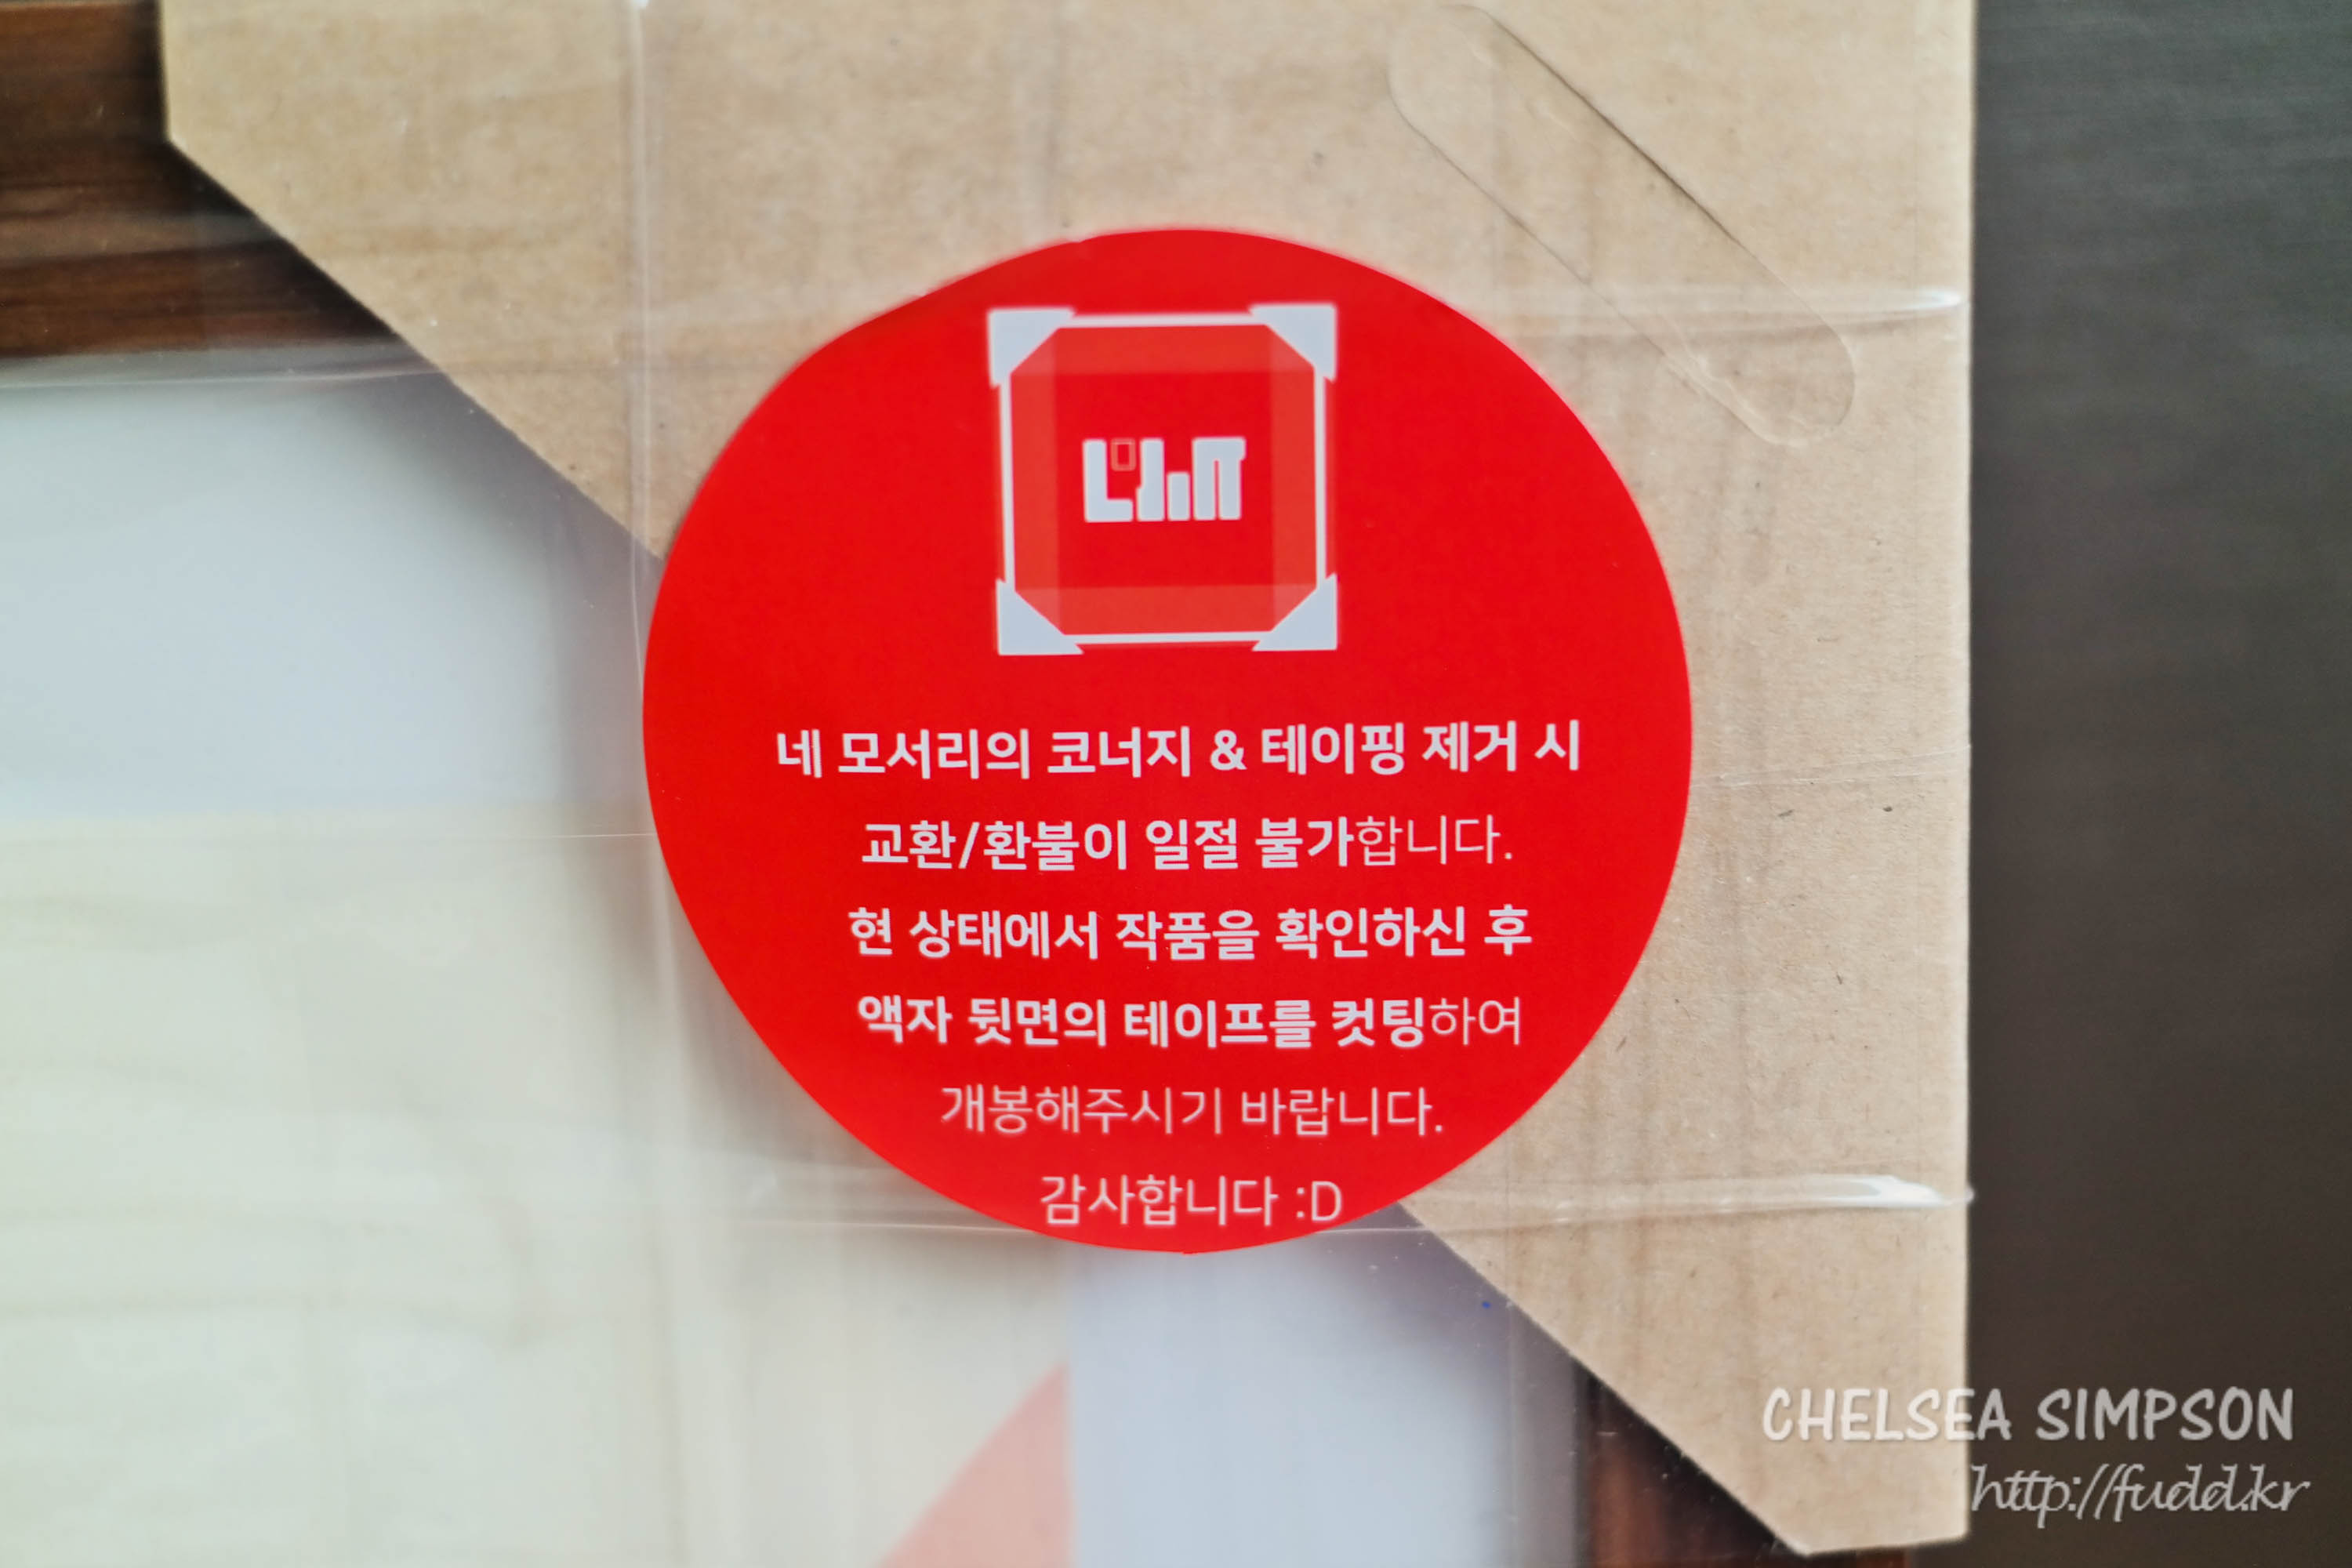 네 모서리의 코너지 & 테이핑 제거 시
교환/환불이 일절 불가합니다.
현 상태에서 작품을 확인하신 후
액자 뒷면의 테이프를 컷팅하여
개봉해주시기 바랍니다.
감사합니다 :D
CHELSEA SIMPSON
http://fudd.kr